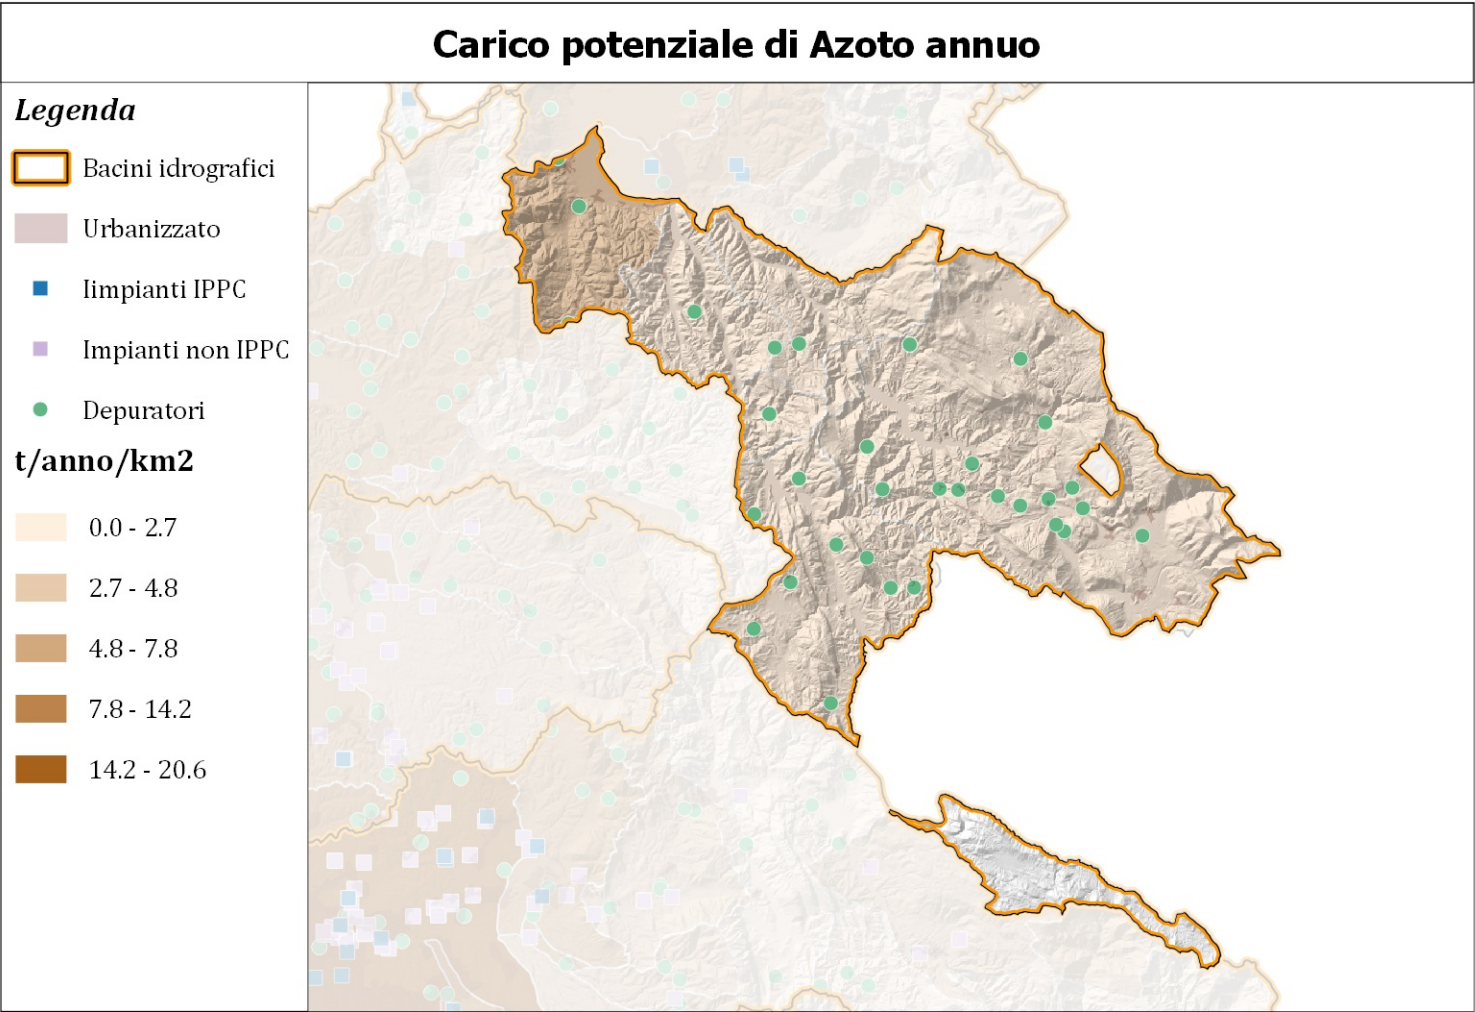 Carico potenziale di Azoto annuo
Legenda
Bacini idrografici
Urbanizzato
Iimpianti IPPC
Impianti non IPPC
Depuratori
t/anno/km2
0.0 - 2.7
2.7 - 4.8
4.8 - 7.8
7.8 - 14.2
14.2 - 20.6